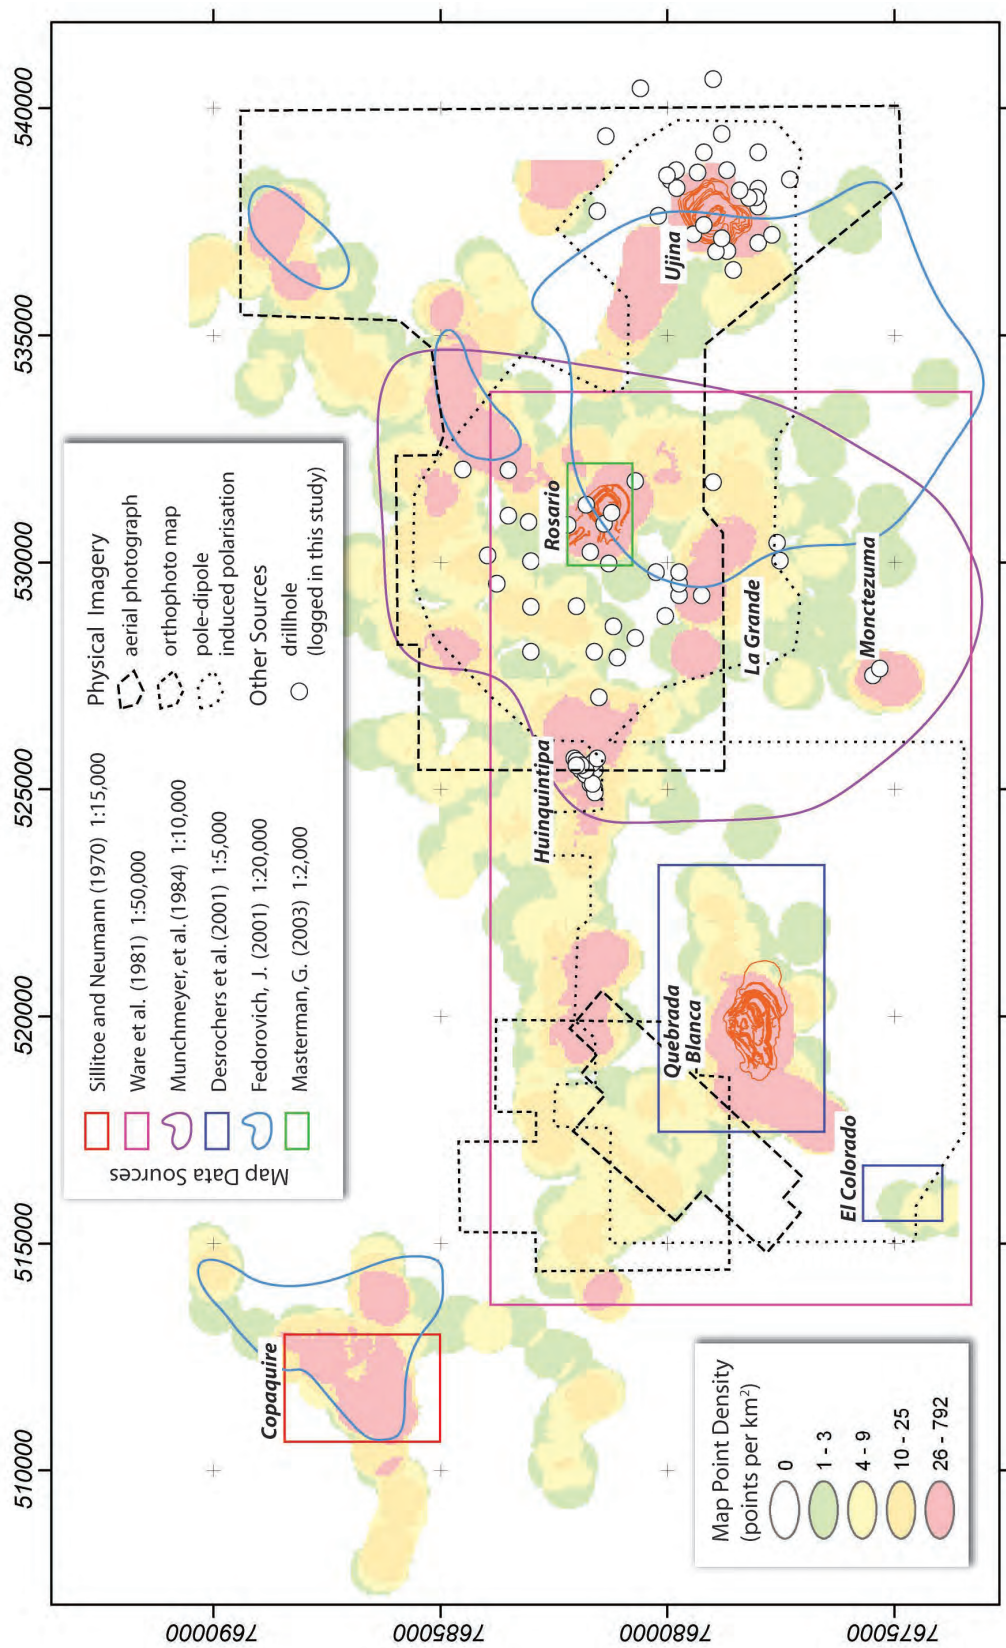 510000
515000
520000
525000
530000
535000
540000
7690000
7685000
7680000
7675000
Map Data Sources
Sillitoe and Neumann (1970) 1:15,000
Ware et al. (1981) 1:50,000
Munchmeyer, et al. (1984) 1:10,000
Desrochers et al. (2001) 1:5,000
Fedorovich, J. (2001) 1:20,000
Masterman, G. (2003) 1:2,000
Physical Imagery
aerial photograph
orthophoto map
pole-dipole
induced polarisation
Other Sources
drillhole
(logged in this study)
Copaquire
Huinquintipa
Rosario
Ujina
Quebrada
Blanca
La Grande
El Colorado
Monctezuma
Map Point Density
(points per km²)
0
1 - 3
4 - 9
10 - 25
26 - 792